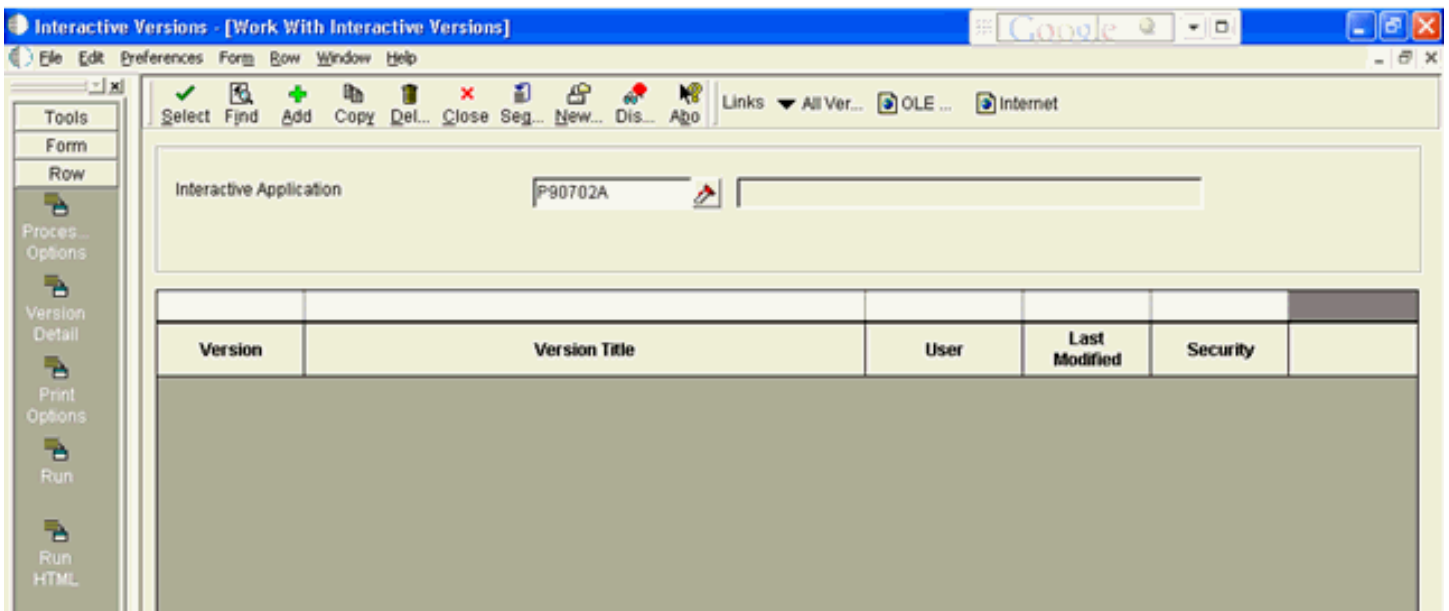 Interactive Versions - [Work With Interactive Versions]
Google
File Edit Preferences Form Row Window Help
Select Find Add Copy Del... Close Seg... New... Dis... Abo Links All Ver... OLE ... Internet
Tools
Form
Row
Proces...
Options
Version
Detail
Print
Options
Run
Run
HTML
Interactive Application P90702A
Version Version Title User Last Modified Security